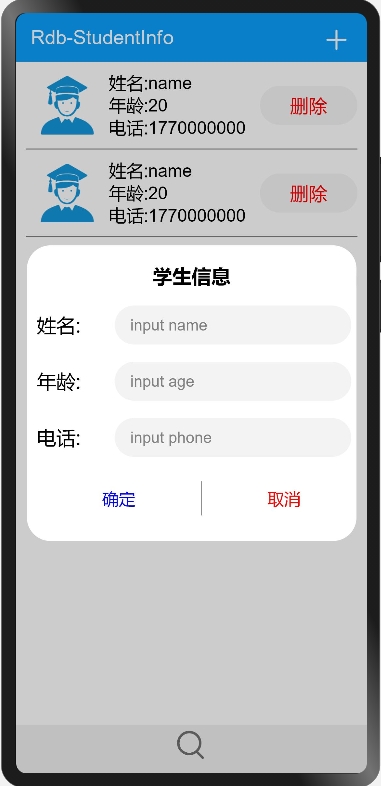 Rdb-StudentInfo
姓名:name
年龄:20
电话:1770000000
删除
姓名:name
年龄:20
电话:1770000000
删除
学生信息
姓名: input name
年龄: input age
电话: input phone
确定 取消